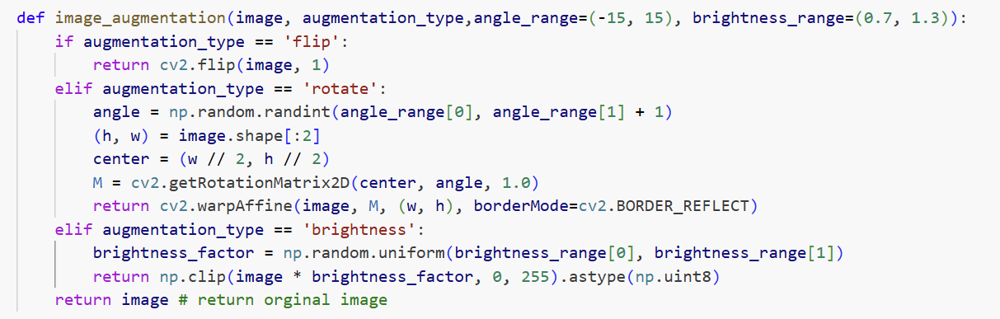 def image_augmentation(image, augmentation_type,angle_range=(-15, 15), brightness_range=(0.7, 1.3)):
    if augmentation_type == 'flip':
        return cv2.flip(image, 1)
    elif augmentation_type == 'rotate':
        angle = np.random.randint(angle_range[0], angle_range[1] + 1)
        (h, w) = image.shape[:2]
        center = (w // 2, h // 2)
        M = cv2.getRotationMatrix2D(center, angle, 1.0)
        return cv2.warpAffine(image, M, (w, h), borderMode=cv2.BORDER_REFLECT)
    elif augmentation_type == 'brightness':
        brightness_factor = np.random.uniform(brightness_range[0], brightness_range[1])
        return np.clip(image * brightness_factor, 0, 255).astype(np.uint8)
    return image # return orginal image